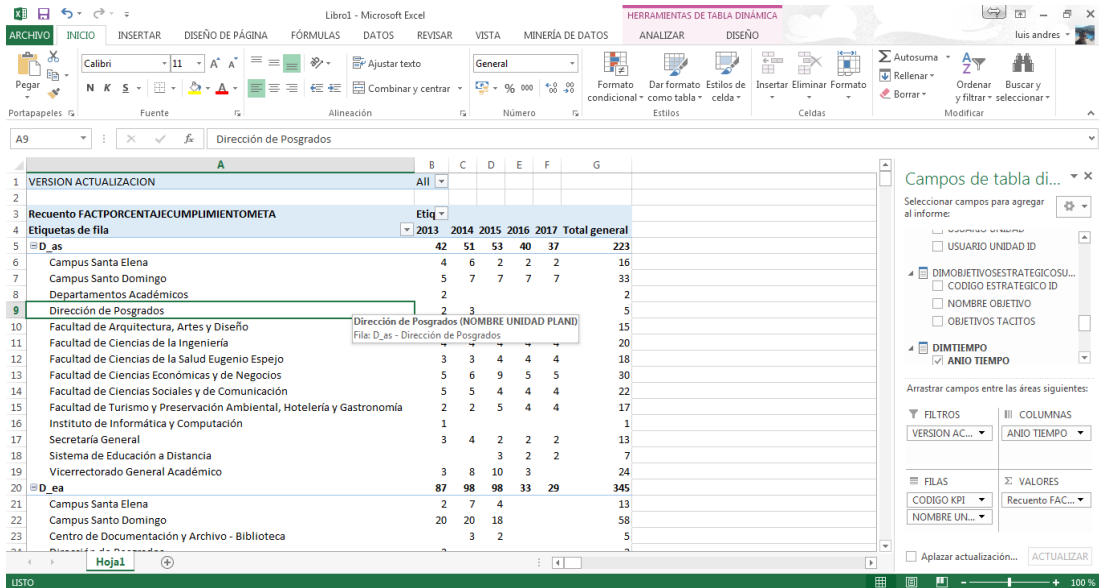 Libro1 - Microsoft Excel
HERRAMIENTAS DE TABLA DINÁMICA
ARCHIVO INICIO INSERTAR DISEÑO DE PÁGINA FÓRMULAS DATOS REVISAR VISTA MINERÍA DE DATOS ANALIZAR DISEÑO luis andres
Pegar
Calibri 11
N K S
Ajustar texto
Combinar y centrar
General
% 000
Formato condicional
Dar formato como tabla
Estilos de celda
Insertar Eliminar Formato
Autosuma
Rellenar
Borrar
Ordenar y filtrar
Buscar y seleccionar
Portapapeles Fuente Alineación Número Estilos Celdas Modificar
A9 fx Dirección de Posgrados
A B C D E F G
1 VERSION ACTUALIZACION All
2
3 Recuento FACTPORCENTAJECUMPLIMIENTOMETA Etiq
4 Etiquetas de fila 2013 2014 2015 2016 2017 Total general
5 D_as 42 51 53 40 37 223
6 Campus Santa Elena 4 6 2 2 2 16
7 Campus Santo Domingo 5 7 7 7 7 33
8 Departamentos Académicos 2 2
9 Dirección de Posgrados 2 3 5
Dirección de Posgrados (NOMBRE UNIDAD PLANI)
Fila: D_as - Dirección de Posgrados
10 Facultad de Arquitectura, Artes y Diseño 15
11 Facultad de Ciencias de la Ingeniería 4 4 4 4 4 20
12 Facultad de Ciencias de la Salud Eugenio Espejo 3 3 4 4 4 18
13 Facultad de Ciencias Económicas y de Negocios 5 6 9 5 5 30
14 Facultad de Ciencias Sociales y de Comunicación 5 5 4 4 4 22
15 Facultad de Turismo y Preservación Ambiental, Hotelería y Gastronomía 2 2 5 4 4 17
16 Instituto de Informática y Computación 1 1
17 Secretaría General 3 4 2 2 2 13
18 Sistema de Educación a Distancia 3 2 2 7
19 Vicerrectorado General Académico 3 8 10 3 24
20 D_ea 87 98 98 33 29 345
21 Campus Santa Elena 2 7 4 13
22 Campus Santo Domingo 20 20 18 58
23 Centro de Documentación y Archivo - Biblioteca 3 2 5
Campos de tabla di...
Seleccionar campos para agregar al informe:
USUARIO UNIDAD ID
DIMOBJETIVOSESTRATEGICOSU...
CODIGO ESTRATEGICO ID
NOMBRE OBJETIVO
OBJETIVOS TACITOS
DIMTIEMPO
ANIO TIEMPO
Arrastrar campos entre las áreas siguientes:
FILTROS COLUMNAS
VERSION AC... ANIO TIEMPO
FILAS Σ VALORES
CODIGO KPI Recuento FAC...
NOMBRE UN...
Aplazar actualización... ACTUALIZAR
Hoja1
LISTO 100 %